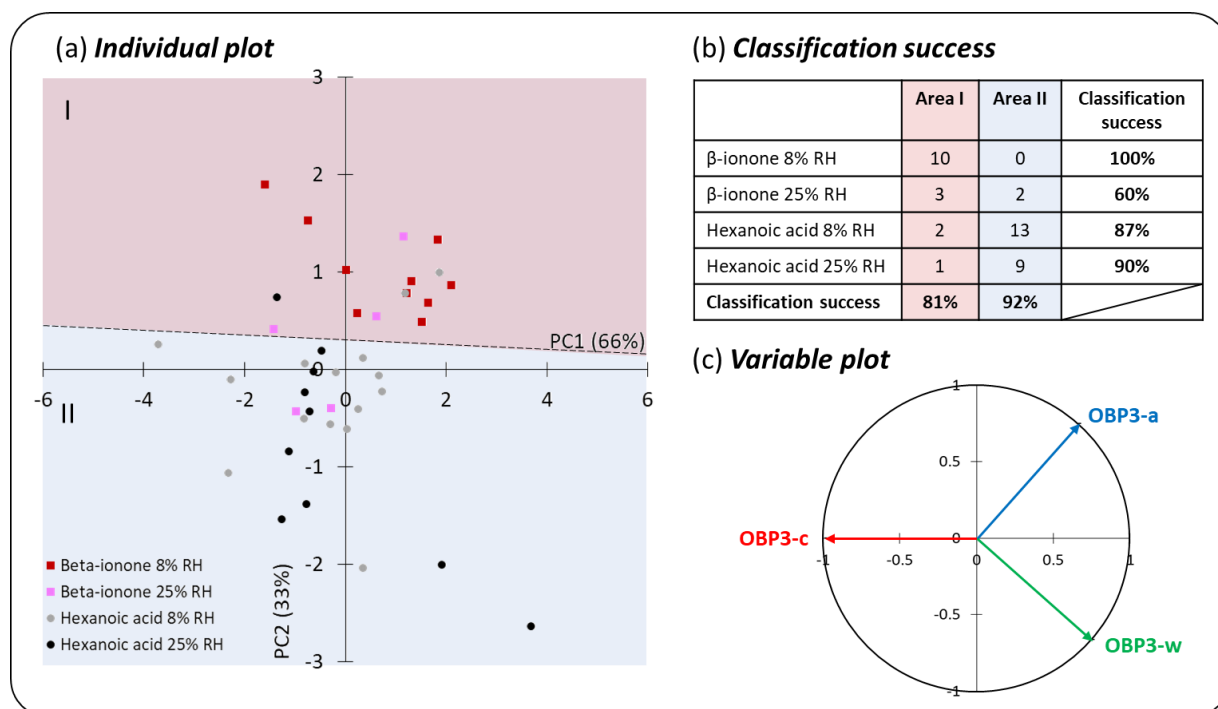 (a) Individual plot
I
II
3
2
1
0
-1
-2
-3
-6
-4
-2
0
2
4
6
PC1 (66%)
PC2 (33%)
Beta-ionone 8% RH
Beta-ionone 25% RH
Hexanoic acid 8% RH
Hexanoic acid 25% RH
(b) Classification success
Area I Area II Classification success
β-ionone 8% RH 10 0 100%
β-ionone 25% RH 3 2 60%
Hexanoic acid 8% RH 2 13 87%
Hexanoic acid 25% RH 1 9 90%
Classification success 81% 92%
(c) Variable plot
1
OBP3-a
0.5
OBP3-c
0
-1
-0.5
0
0.5
1
-0.5
OBP3-w
-1